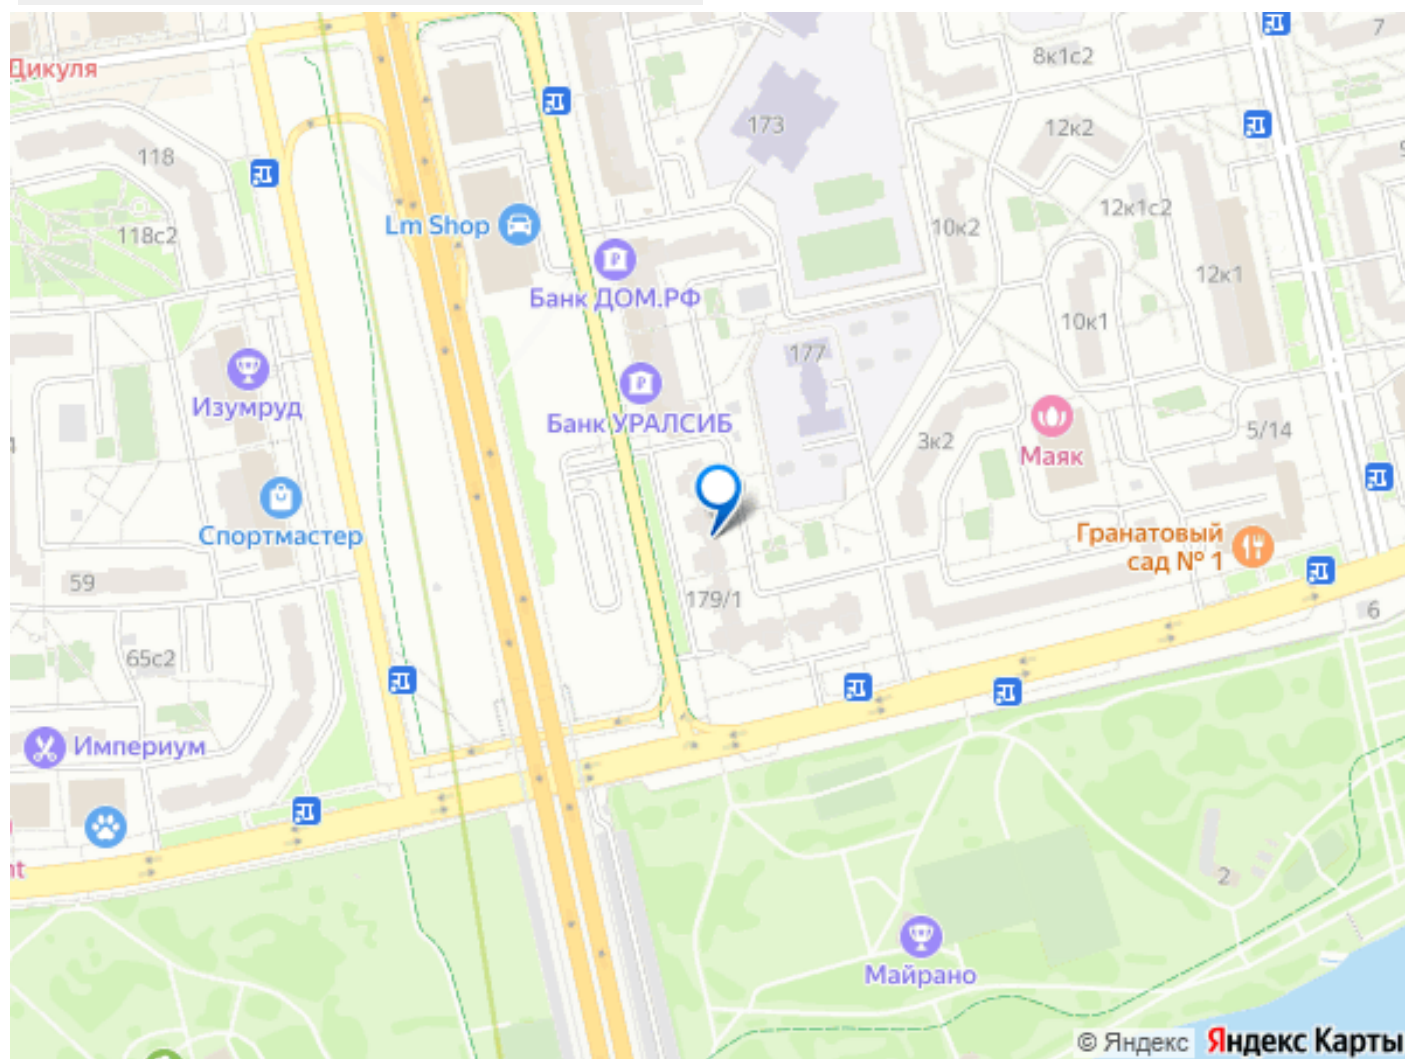 7
8к1с2
Дикуля
173
12к2
118
12к1с2
Lm Shop
10к2
118с2
12к1
Банк ДОМ.РФ
10к1
177
Изумруд
Банк УРАЛСИБ
3к2
5/14
Маяк
Спортмастер
Гранатовый
сад № 1
59
179/1
6
65с2
Империум
nt
2
Майрано
© Яндекс
Яндекс Карты